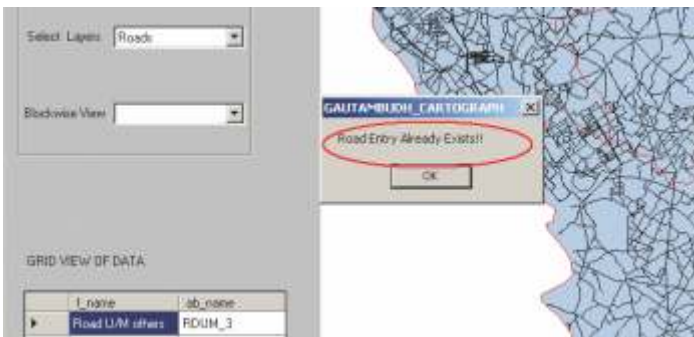 Select Layers Roads
GAUTAMBUDH_CARTOGRAPH
Blockwise View
Road Entry Already Exists!!
OK
GRID VIEW OF DATA
l_name ab_name
Road U/M others RDUM_3